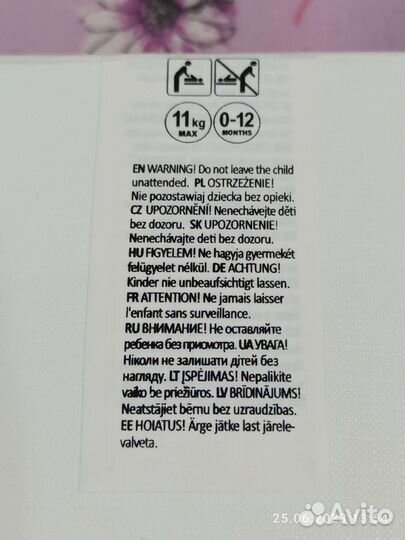 11kg
MAX
0-12
MONTHS
EN WARNING! Do not leave the child
unattended. PL OSTRZEŻENIE!
Nie pozostawiaj dziecka bez opieki.
CZ UPOZORNĚNÍ! Nenechávejte děti
bez dozoru. SK UPOZORNENIE!
Nenechávajte deti bez dozoru.
HU FIGYELEM! Ne hagyja gyermekét
felügyelet nélkül. DE ACHTUNG!
Kinder nie unbeaufsichtigt lassen.
FR ATTENTION! Ne jamais laisser
l'enfant sans surveillance.
RU ВНИМАНИЕ! Не оставляйте
ребенка без присмотра. UA УВАГА!
Ніколи не залишати дітей без
нагляду. LT ĮSPĖJIMAS! Nepalikite
vaiko be priežiūros. LV BRĪDINĀJUMS!
Neatstājiet bērnu bez uzraudzības.
EE HOIATUS! Ärge jätke last järele-
valveta.
Avito